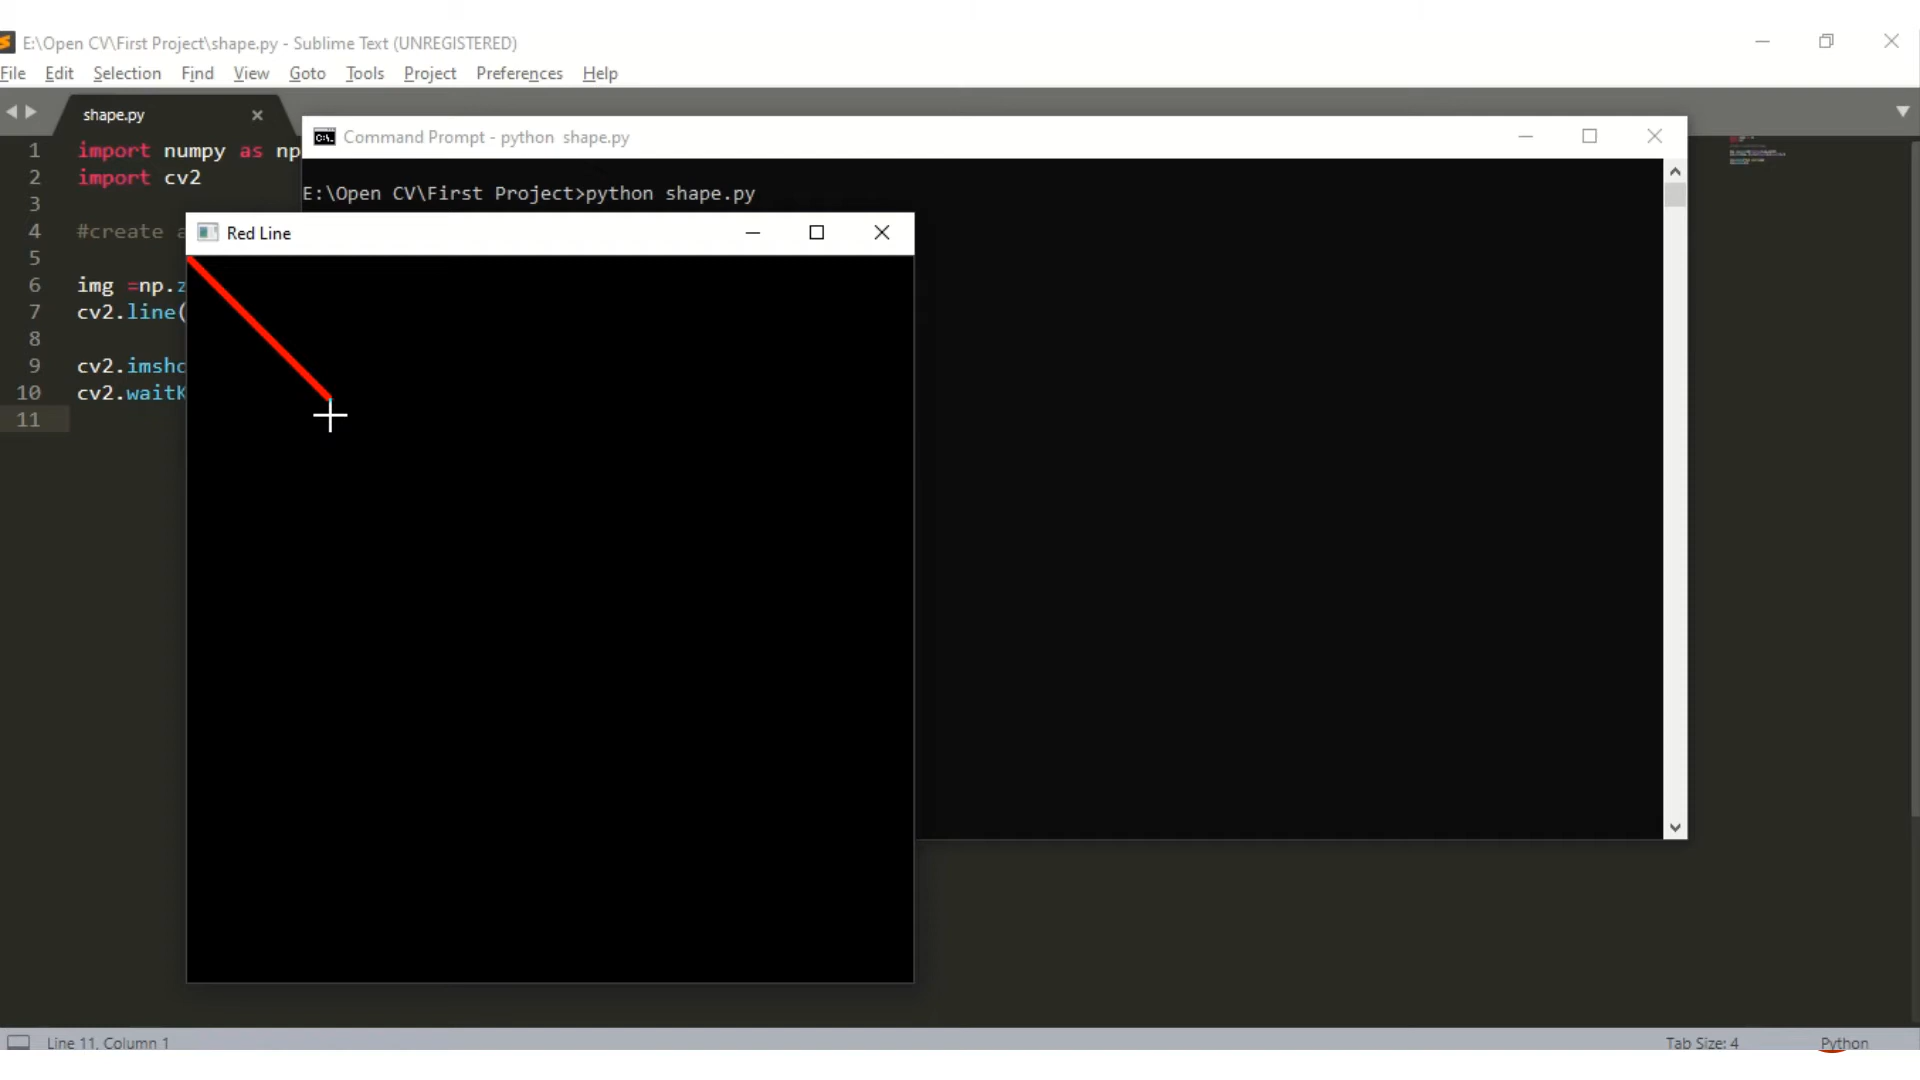 E:\Open CV\First Project\shape.py - Sublime Text (UNREGISTERED)
File Edit Selection Find View Goto Tools Project Preferences Help
shape.py
Command Prompt - python shape.py
1 import numpy as np
2 import cv2
3
E:\Open CV\First Project>python shape.py
4 #create a
Red Line
5
6 img =np.z
7 cv2.line(
8
9 cv2.imsho
10 cv2.waitK
11
Line 11, Column 1
Tab Size: 4
Python